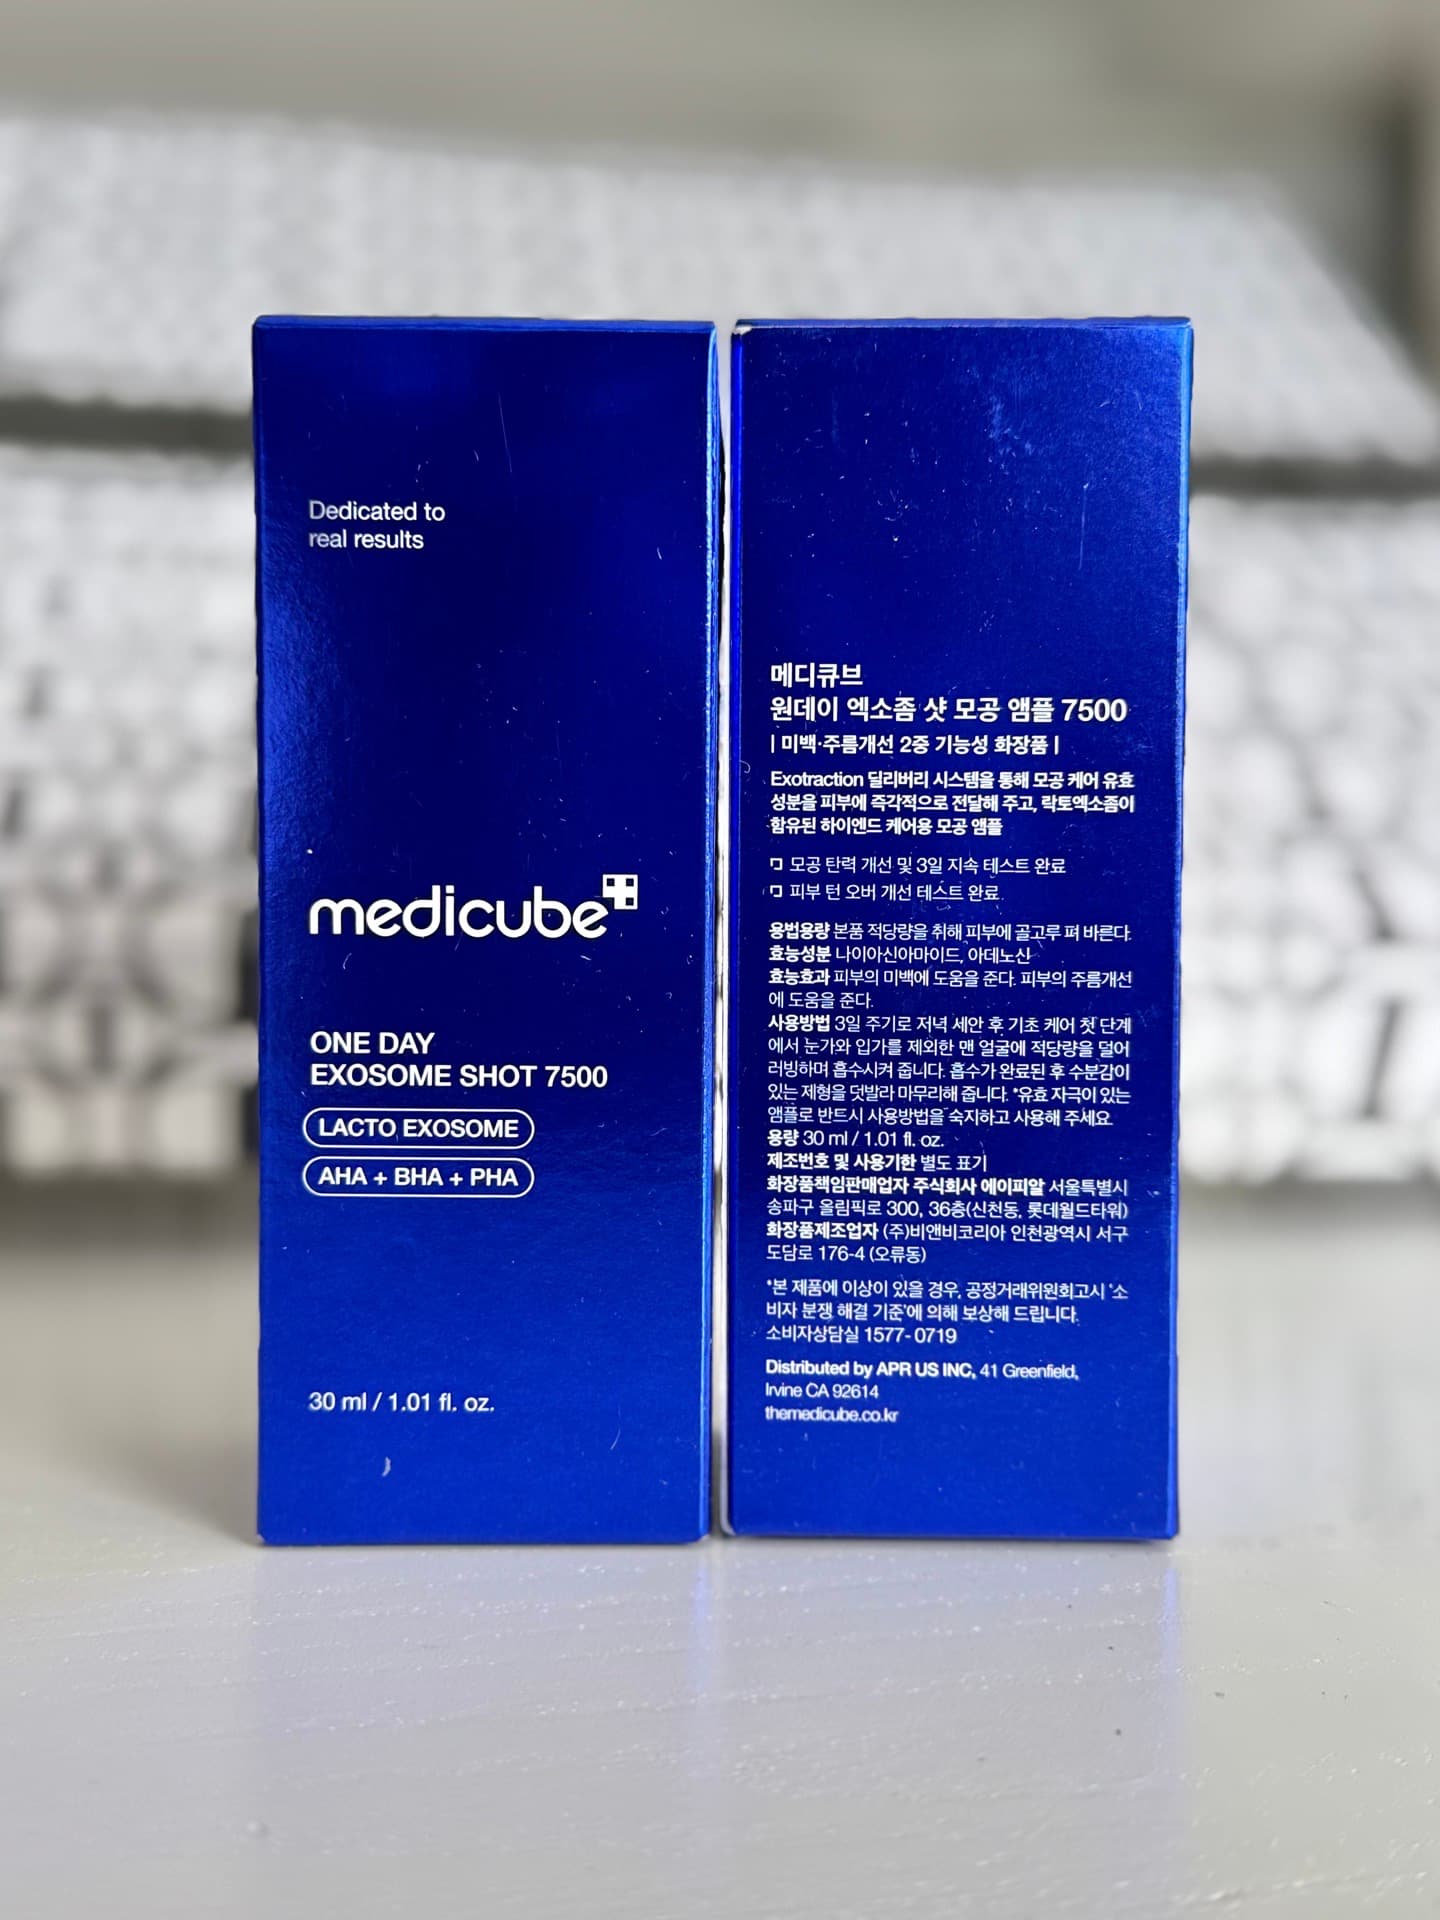 Dedicated to
real results
medicube
ONE DAY
EXOSOME SHOT 7500
LACTO EXOSOME
AHA + BHA + PHA
30 ml / 1.01 fl. oz.
메디큐브
원데이 엑소좀 샷 모공 앰플 7500
| 미백·주름개선 2중 기능성 화장품 |
Exotraction 딜리버리 시스템을 통해 모공 케어 유효
성분을 피부에 즉각적으로 전달해 주고, 락토엑소좀이
함유된 하이엔드 케어용 모공 앰플
모공 탄력 개선 및 3일 지속 테스트 완료
피부 턴 오버 개선 테스트 완료
용법용량 본품 적당량을 취해 피부에 골고루 펴 바른다.
효능성분 나이아신아마이드, 아데노신
효능효과 피부의 미백에 도움을 준다. 피부의 주름개선
에 도움을 준다.
사용방법 3일 주기로 저녁 세안 후 기초 케어 첫 단계
에서 눈가와 입가를 제외한 맨 얼굴에 적당량을 덜어
러빙하며 흡수시켜 줍니다. 흡수가 완료된 후 수분감이
있는 제형을 덧발라 마무리해 줍니다. *유효 자극이 있는
앰플로 반드시 사용방법을 숙지하고 사용해 주세요.
용량 30 ml / 1.01 fl. oz.
제조번호 및 사용기한 별도 표기
화장품책임판매업자 주식회사 에이피알 서울특별시
송파구 올림픽로 300, 36층(신천동, 롯데월드타워)
화장품제조업자 (주)비앤비코리아 인천광역시 서구
도담로 176-4 (오류동)
*본 제품에 이상이 있을 경우, 공정거래위원회고시 '소
비자 분쟁 해결 기준'에 의해 보상해 드립니다.
소비자상담실 1577-0719
Distributed by APR US INC, 41 Greenfield,
Irvine CA 92614
themedicube.co.kr